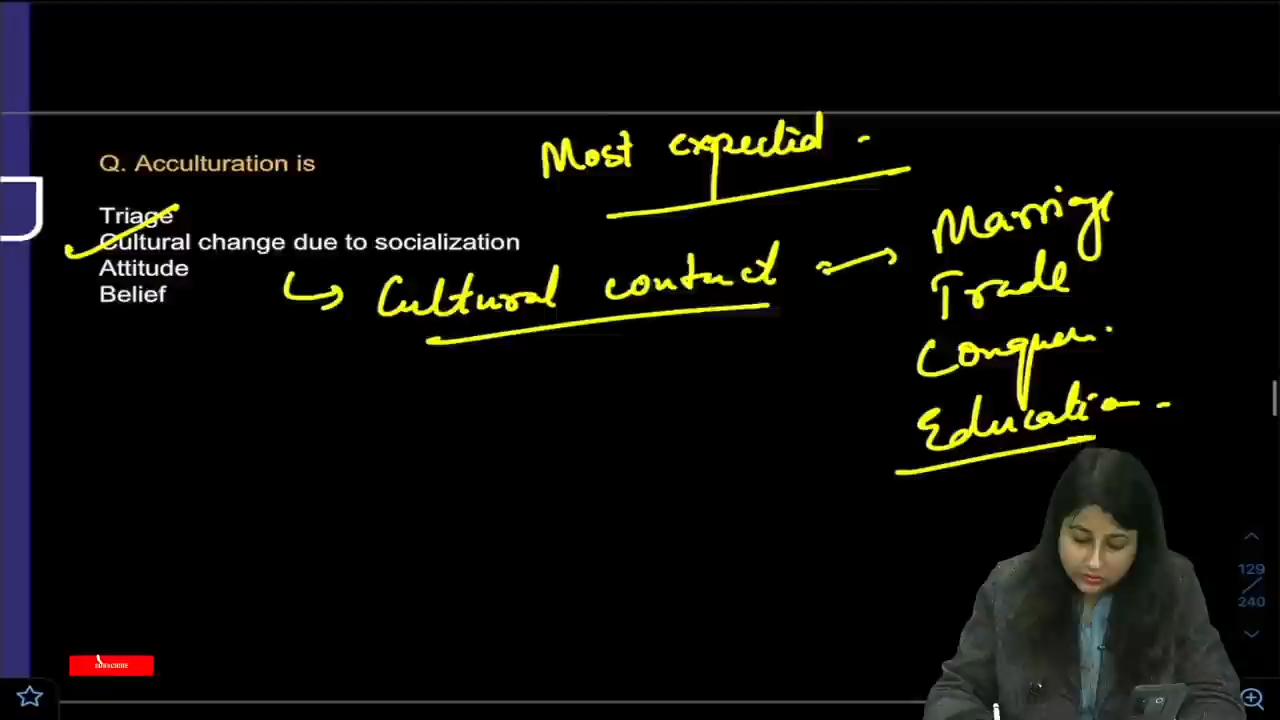 Most expected.
Q. Acculturation is
Triage
Cultural change due to socialization
Attitude
Belief
Cultural contact
Marriage
Trade
Education.
129
240
SUBSCRIBE